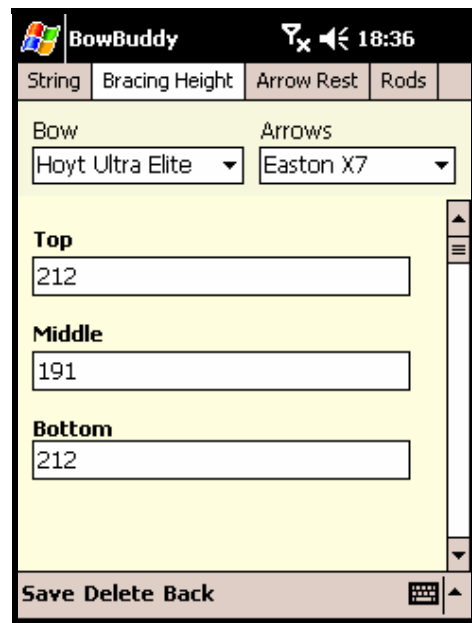 BowBuddy 18:36
String Bracing Height Arrow Rest Rods
Bow Arrows
Hoyt Ultra Elite Easton X7
Top
212
Middle
191
Bottom
212
Save Delete Back